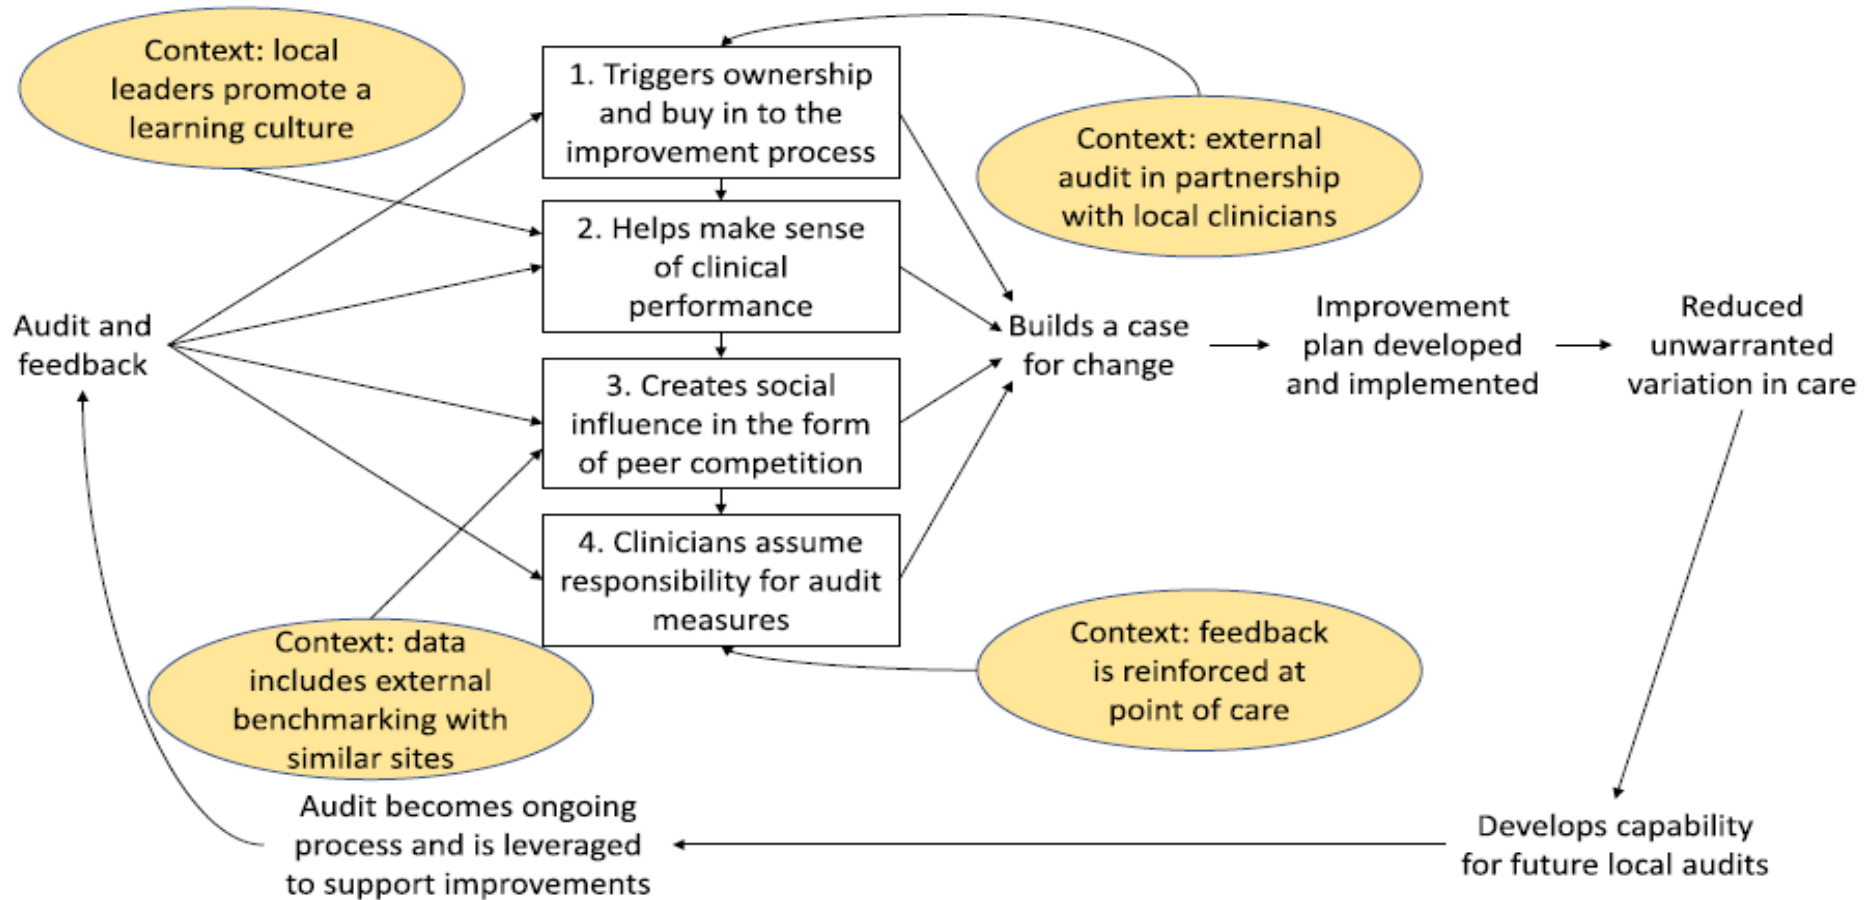 Context: local
leaders promote a
learning culture
1. Triggers ownership
and buy in to the
improvement process
Context: external
audit in partnership
with local clinicians
2. Helps make sense
of clinical
performance
Audit and
feedback
3. Creates social
influence in the form
of peer competition
4. Clinicians assume
responsibility for audit
measures
Builds a case
for change
Improvement
plan developed
and implemented
Reduced
unwarranted
variation in care
Context: data
includes external
benchmarking with
similar sites
Context: feedback
is reinforced at
point of care
Audit becomes ongoing
process and is leveraged
to support improvements
Develops capability
for future local audits